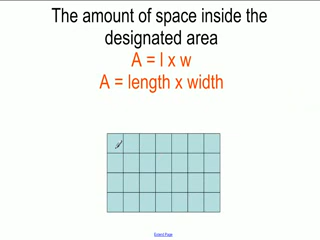 The amount of space inside the
designated area
A = l x w
A = length x width
Extend Page